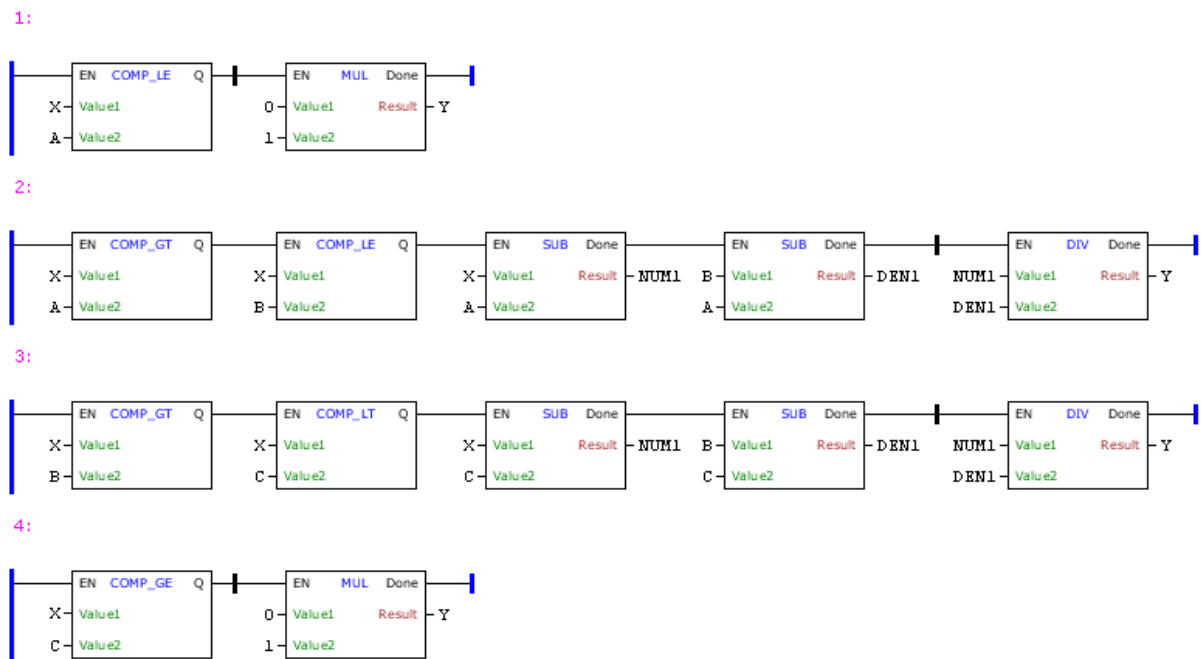 1:
EN COMP_LE Q EN MUL Done
X Value1 0 Value1 Result Y
A Value2 1 Value2
2:
EN COMP_GT Q EN COMP_LE Q EN SUB Done EN SUB Done EN DIV Done
X Value1 X Value1 X Value1 Result NUM1 B Value1 Result DEN1 NUM1 Value1 Result Y
A Value2 B Value2 A Value2 A Value2 DEN1 Value2
3:
EN COMP_GT Q EN COMP_LT Q EN SUB Done EN SUB Done EN DIV Done
X Value1 X Value1 X Value1 Result NUM1 B Value1 Result DEN1 NUM1 Value1 Result Y
B Value2 C Value2 C Value2 C Value2 DEN1 Value2
4:
EN COMP_GE Q EN MUL Done
X Value1 0 Value1 Result Y
C Value2 1 Value2